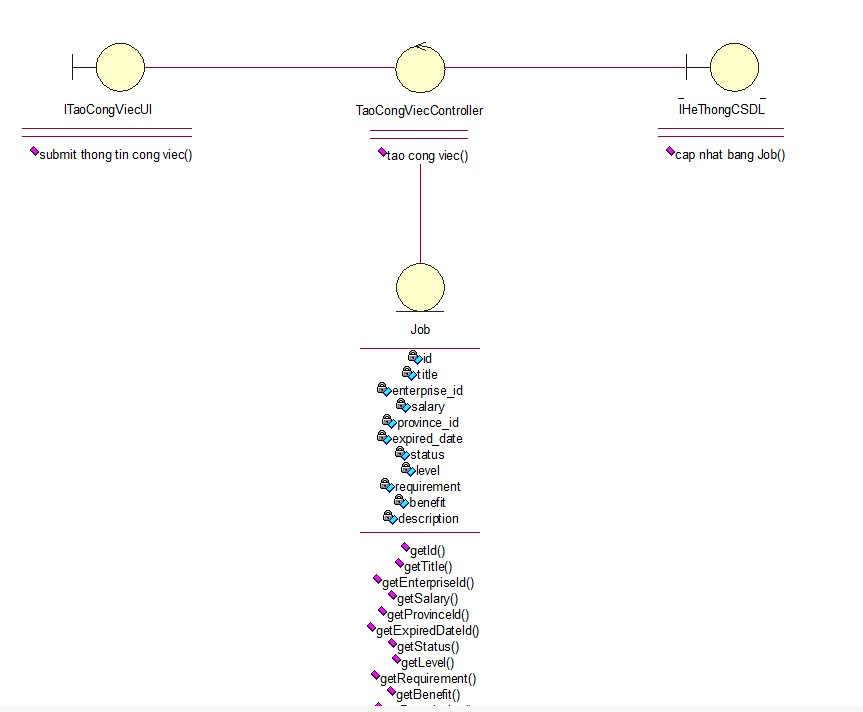 ITaoCongViecUI
TaoCongViecController
IHeThongCSDL
submit thong tin cong viec()
tao cong viec()
cap nhat bang Job()
Job
id
title
enterprise_id
salary
province_id
expired_date
status
level
requirement
benefit
description
getId()
getTitle()
getEnterpriseId()
getSalary()
getProvinceId()
getExpiredDateId()
getStatus()
getLevel()
getRequirement()
getBenefit()